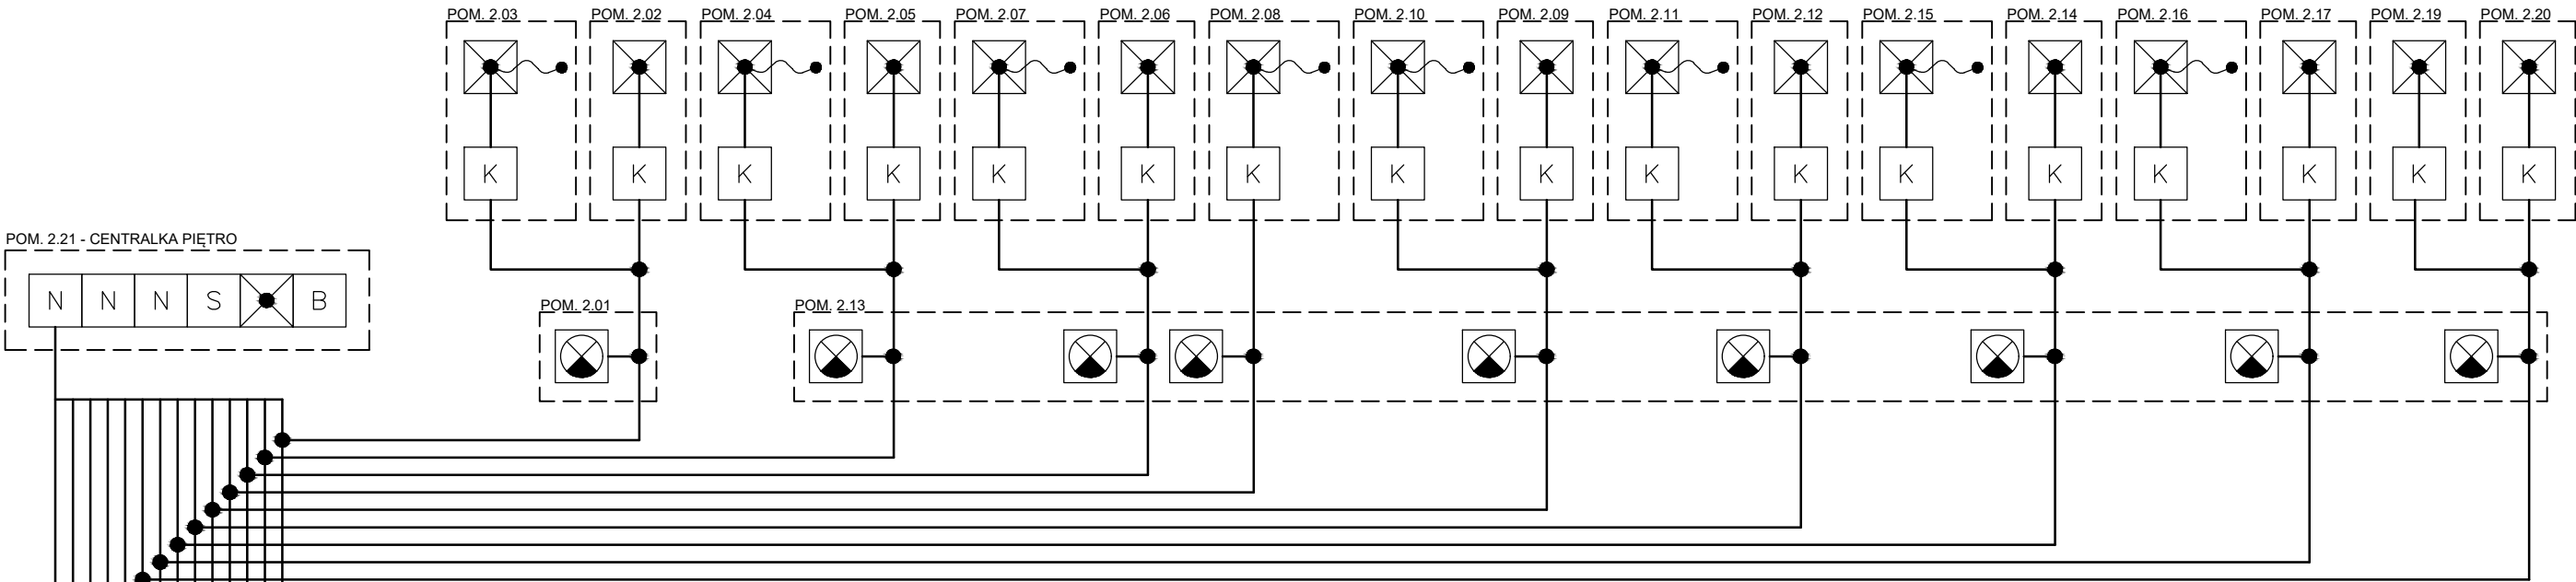 POM. 2.03 POM. 2.02 POM. 2.04 POM. 2.05 POM. 2.07 POM. 2.06 POM. 2.08 POM. 2.10 POM. 2.09 POM. 2.11 POM. 2.12 POM. 2.15 POM. 2.14 POM. 2.16 POM. 2.17 POM. 2.19 POM. 2.20
K K K K K K K K K K K K K K K K K
POM. 2.21 - CENTRALKA PIĘTRO
N N N S B
POM. 2.01 POM. 2.13